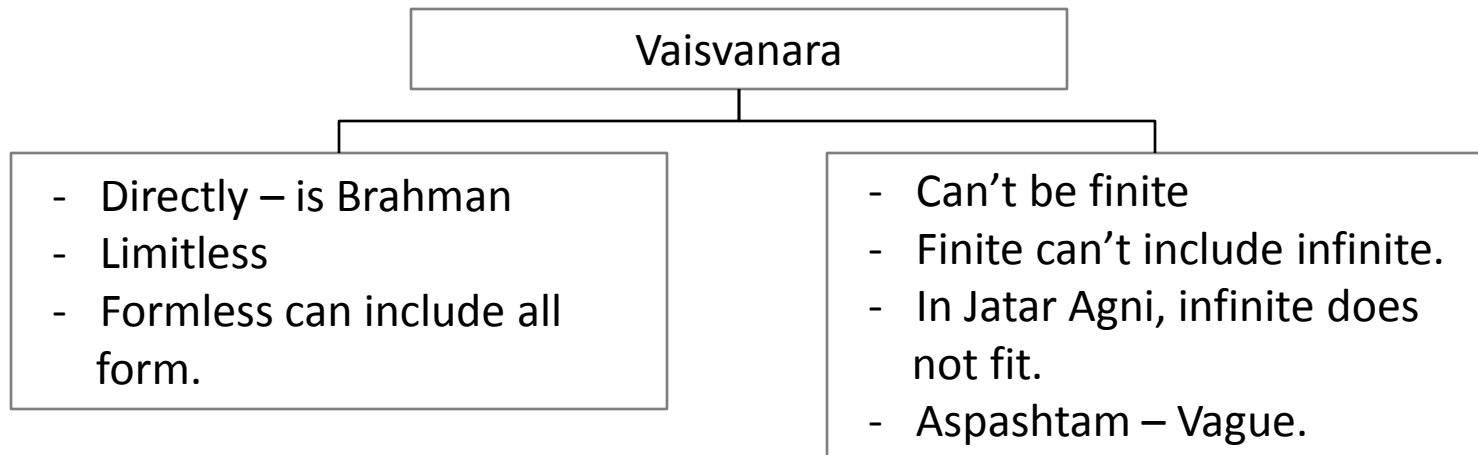 Vaisvanara
- Directly – is Brahman
- Limitless
- Formless can include all
form.
- Can’t be finite
- Finite can’t include infinite.
- In Jatar Agni, infinite does
not fit.
- Aspashtam – Vague.